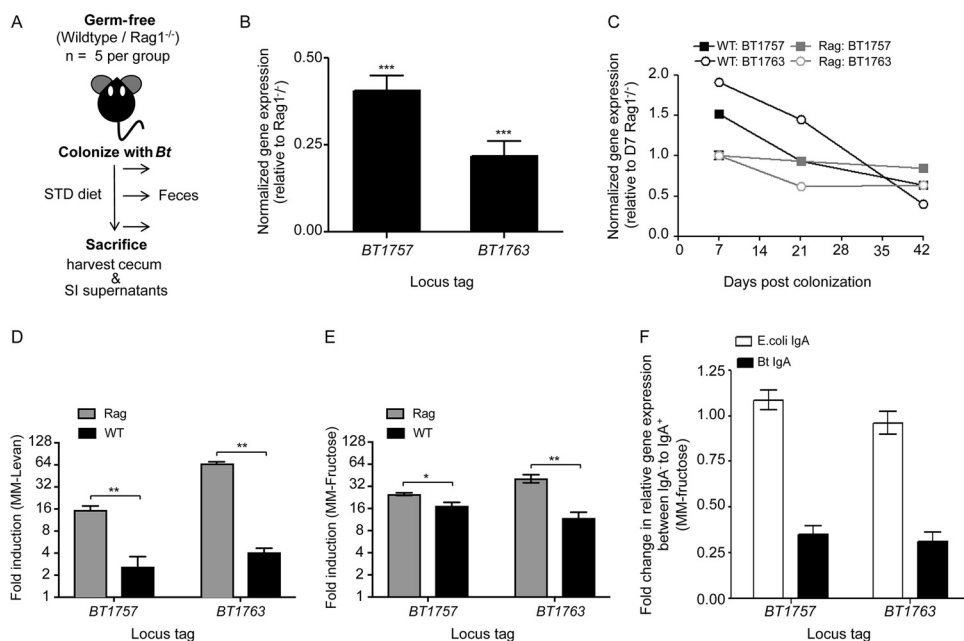 A
Germ-free
(Wildtype / Rag1-/-)
n = 5 per group
Colonize with Bt
STD diet
Feces
Sacrifice
harvest cecum
&
SI supernatants
B
Normalized gene expression
(relative to Rag1-/-)
0.50
0.25
0.00
***
***
BT1757
BT1763
Locus tag
C
WT: BT1757
Rag: BT1757
WT: BT1763
Rag: BT1763
Normalized gene expression
(relative to D7 Rag1-/-)
2.0
1.5
1.0
0.5
0.0
0 7 14 21 28 35 42
Days post colonization
D
Rag
WT
Fold induction (MM-Levan)
128
64
32
16
8
4
2
1
**
**
BT1757
BT1763
Locus tag
E
Rag
WT
Fold induction (MM-Fructose)
128
64
32
16
8
4
2
1
*
**
BT1757
BT1763
Locus tag
F
E.coli IgA
Bt IgA
Fold change in relative gene expression
between IgA- to IgA+
(MM-fructose)
1.25
1.00
0.75
0.50
0.25
0.00
BT1757
BT1763
Locus tag